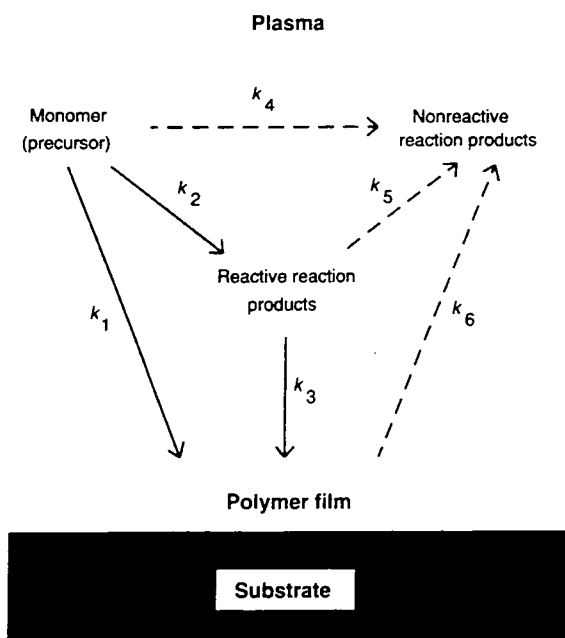 Plasma
k4
Monomer
(precursor)
Nonreactive
reaction products
k2
k5
Reactive reaction
products
k1
k6
k3
Polymer film
Substrate